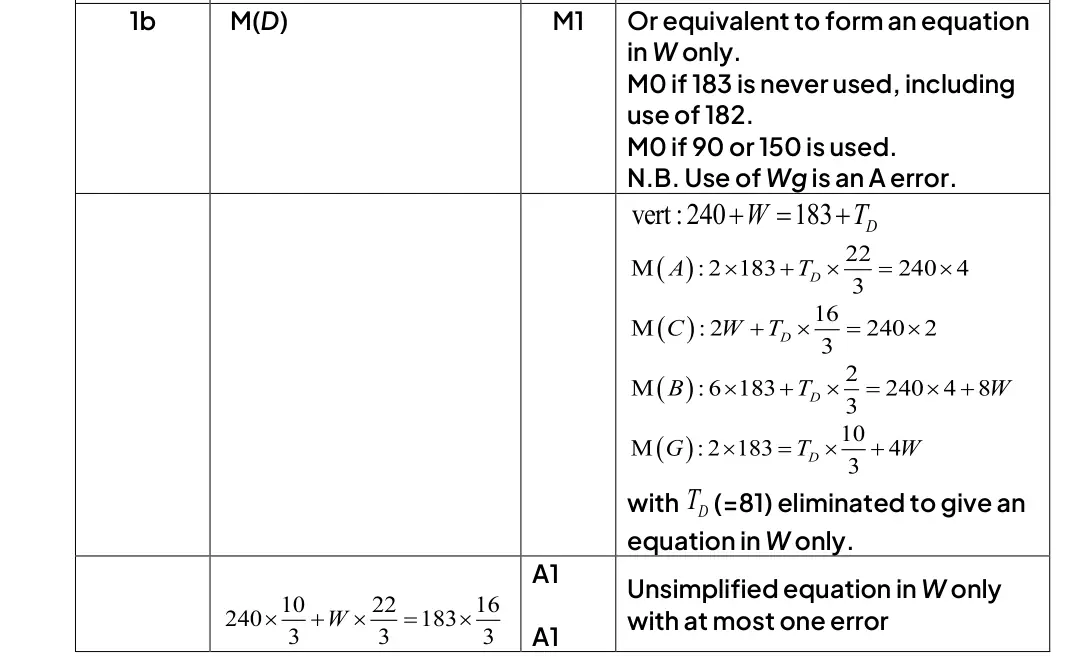 1b M(D) M1 Or equivalent to form an equation
in W only.
M0 if 183 is never used, including
use of 182.
M0 if 90 or 150 is used.
N.B. Use of Wg is an A error.
vert : 240 + W = 183 + T_D
M(A) : 2 × 183 + T_D × 22/3 = 240 × 4
M(C) : 2W + T_D × 16/3 = 240 × 2
M(B) : 6 × 183 + T_D × 2/3 = 240 × 4 + 8W
M(G) : 2 × 183 = T_D × 10/3 + 4W
with T_D (=81) eliminated to give an
equation in W only.
240 × 10/3 + W × 22/3 = 183 × 16/3
A1
A1
Unsimplified equation in W only
with at most one error